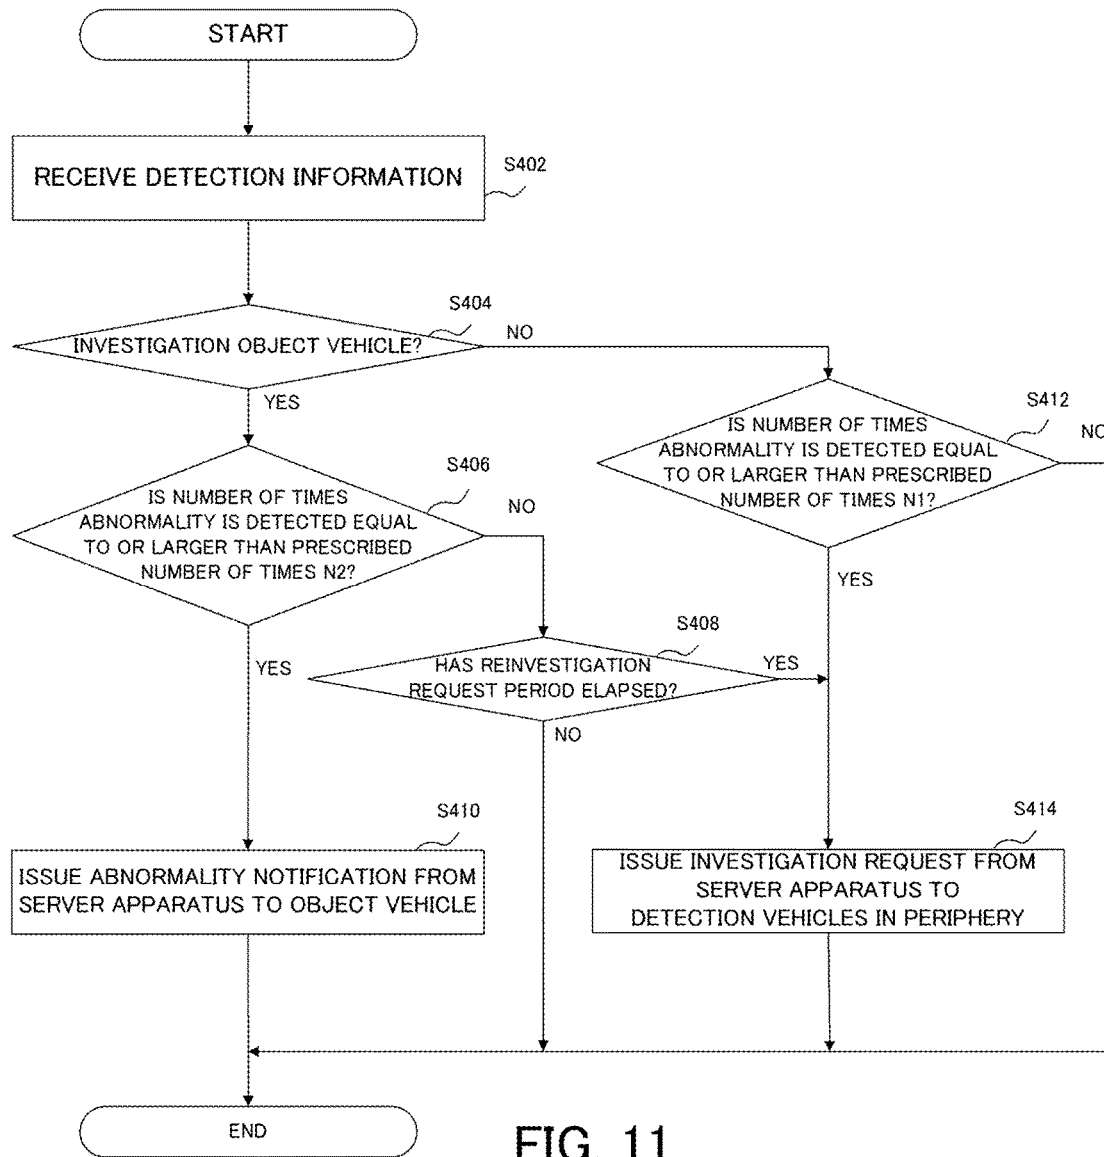 START
RECEIVE DETECTION INFORMATION
S402
INVESTIGATION OBJECT VEHICLE?
S404
NO
YES
IS NUMBER OF TIMES
ABNORMALITY IS DETECTED EQUAL
TO OR LARGER THAN PRESCRIBED
NUMBER OF TIMES N1?
S412
NO
YES
IS NUMBER OF TIMES
ABNORMALITY IS DETECTED EQUAL
TO OR LARGER THAN PRESCRIBED
NUMBER OF TIMES N2?
S406
NO
YES
HAS REINVESTIGATION
REQUEST PERIOD ELAPSED?
S408
YES
NO
ISSUE ABNORMALITY NOTIFICATION FROM
SERVER APPARATUS TO OBJECT VEHICLE
S410
ISSUE INVESTIGATION REQUEST FROM
SERVER APPARATUS TO
DETECTION VEHICLES IN PERIPHERY
S414
END
FIG. 11